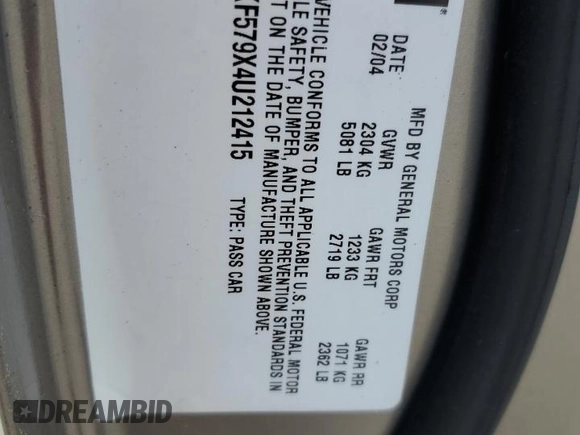 ®
MFD BY GENERAL MOTORS CORP
DATE
02/04
GVWR
2304 KG
5081 LB
GAWR FRT
1233 KG
2719 LB
GAWR RR
1071 KG
2362 LB
VEHICLE CONFORMS TO ALL APPLICABLE U.S. FEDERAL MOTOR
LE SAFETY, BUMPER, AND THEFT PREVENTION STANDARDS IN
T ON THE DATE OF MANUFACTURE SHOWN ABOVE.
F579X4U212415
TYPE: PASS CAR
DREAMBID